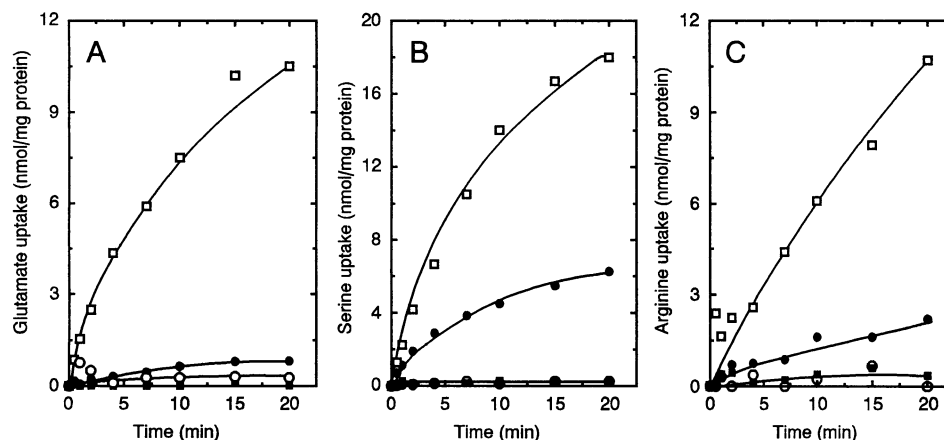 A
Glutamate uptake (nmol/mg protein)
12
9
6
3
0
0 5 10 15 20
Time (min)
B
Serine uptake (nmol/mg protein)
20
16
12
8
4
0
0 5 10 15 20
Time (min)
C
Arginine uptake (nmol/mg protein)
12
9
6
3
0
0 5 10 15 20
Time (min)